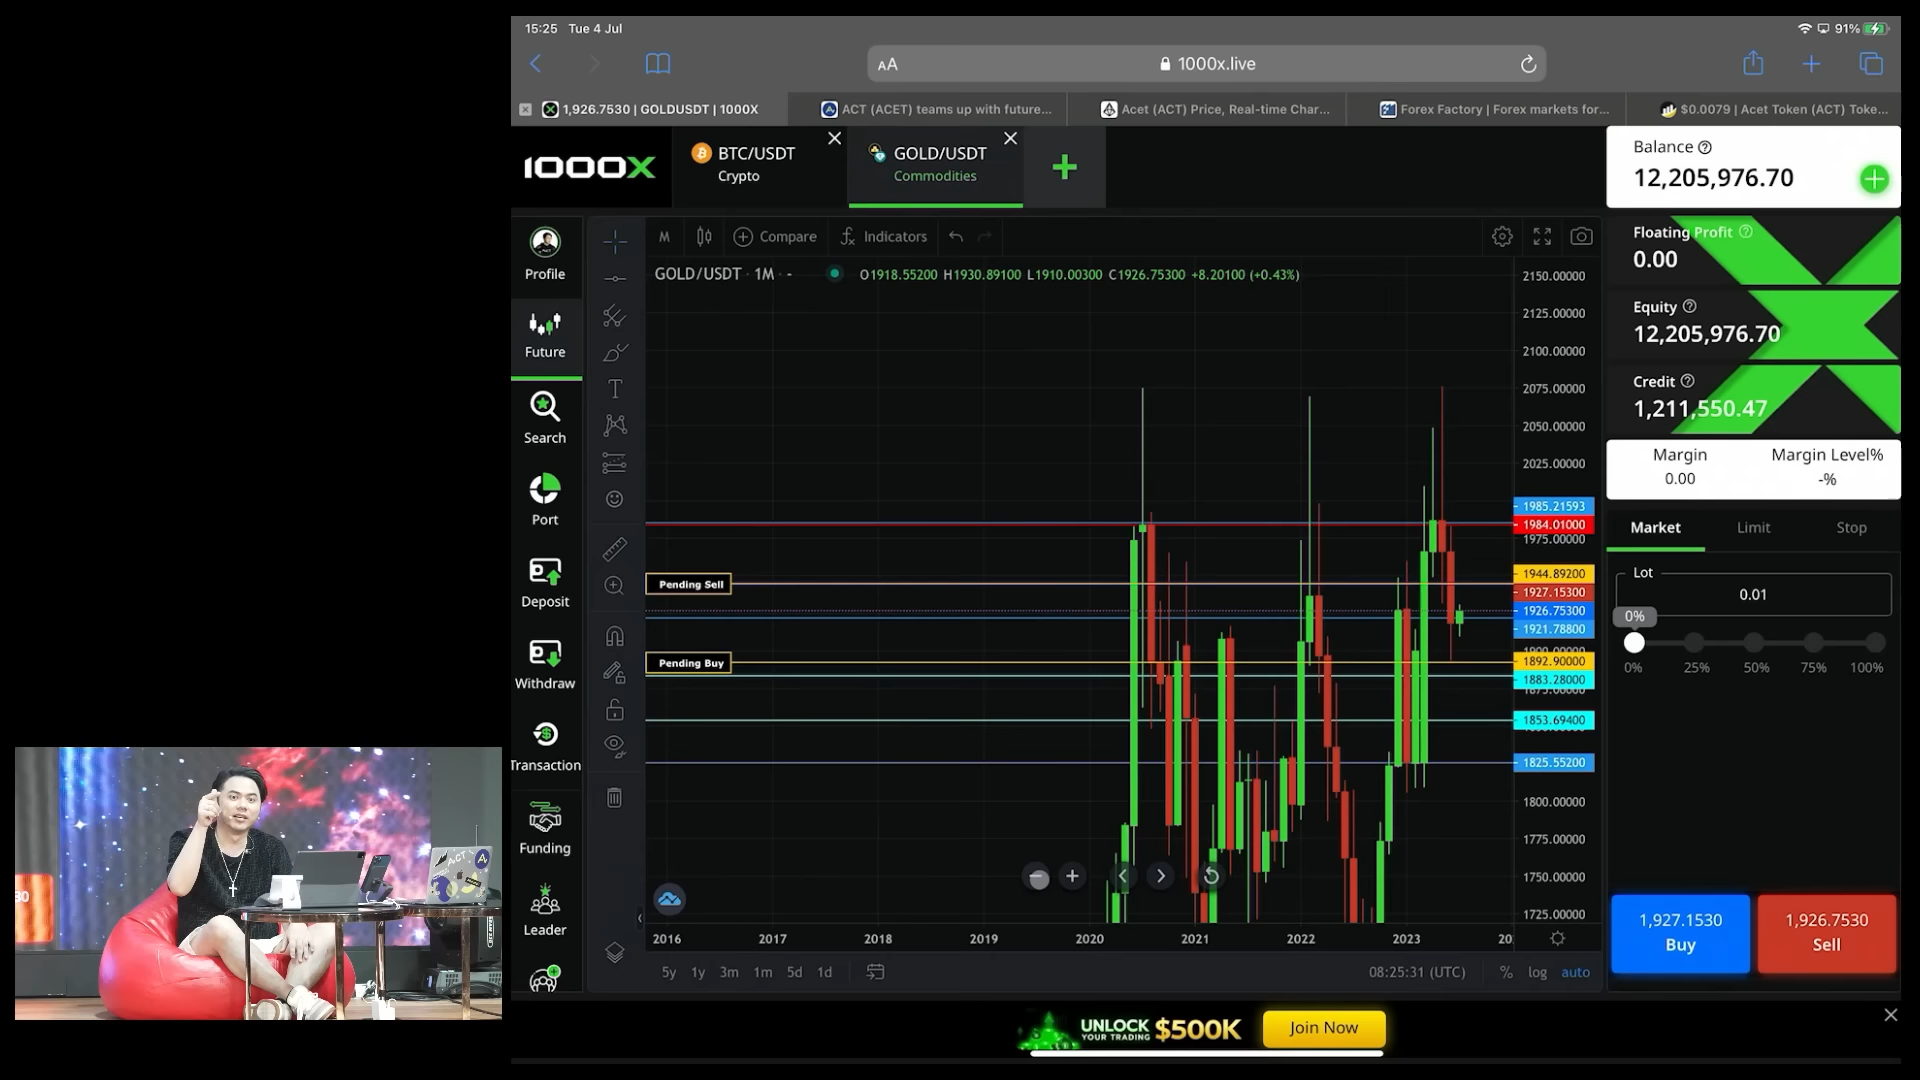 15:25 Tue 4 Jul
91%
AA
1000x.live
1,926.7530 | GOLDUSDT | 1000X
ACT (ACET) teams up with future...
Acet (ACT) Price, Real-time Char...
Forex Factory | Forex markets for...
$0.0079 | Acet Token (ACT) Toke...
1000X
BTC/USDT
Crypto
GOLD/USDT
Commodities
Balance
12,205,976.70
Floating Profit
0.00
Equity
12,205,976.70
Credit
1,211,550.47
Margin
0.00
Margin Level%
-%
Market
Limit
Stop
Lot
0.01
0%
0%
25%
50%
75%
100%
1,927.1530
Buy
1,926.7530
Sell
Profile
Future
Search
Port
Deposit
Withdraw
Transaction
Funding
Leader
M
Compare
Indicators
GOLD/USDT · 1M · -
O1918.55200 H1930.89100 L1910.00300 C1926.75300 +8.20100 (+0.43%)
2150.00000
2125.00000
2100.00000
2075.00000
2050.00000
2025.00000
1985.21593
1984.01000
1975.00000
1944.89200
1927.15300
1926.75300
1921.78800
1892.90000
1883.28000
1853.69400
1825.55200
1800.00000
1775.00000
1750.00000
1725.00000
Pending Sell
Pending Buy
2016
2017
2018
2019
2020
2021
2022
2023
20
5y
1y
3m
1m
5d
1d
08:25:31 (UTC)
%
log
auto
UNLOCK
YOUR TRADING
$500K
Join Now
ACT